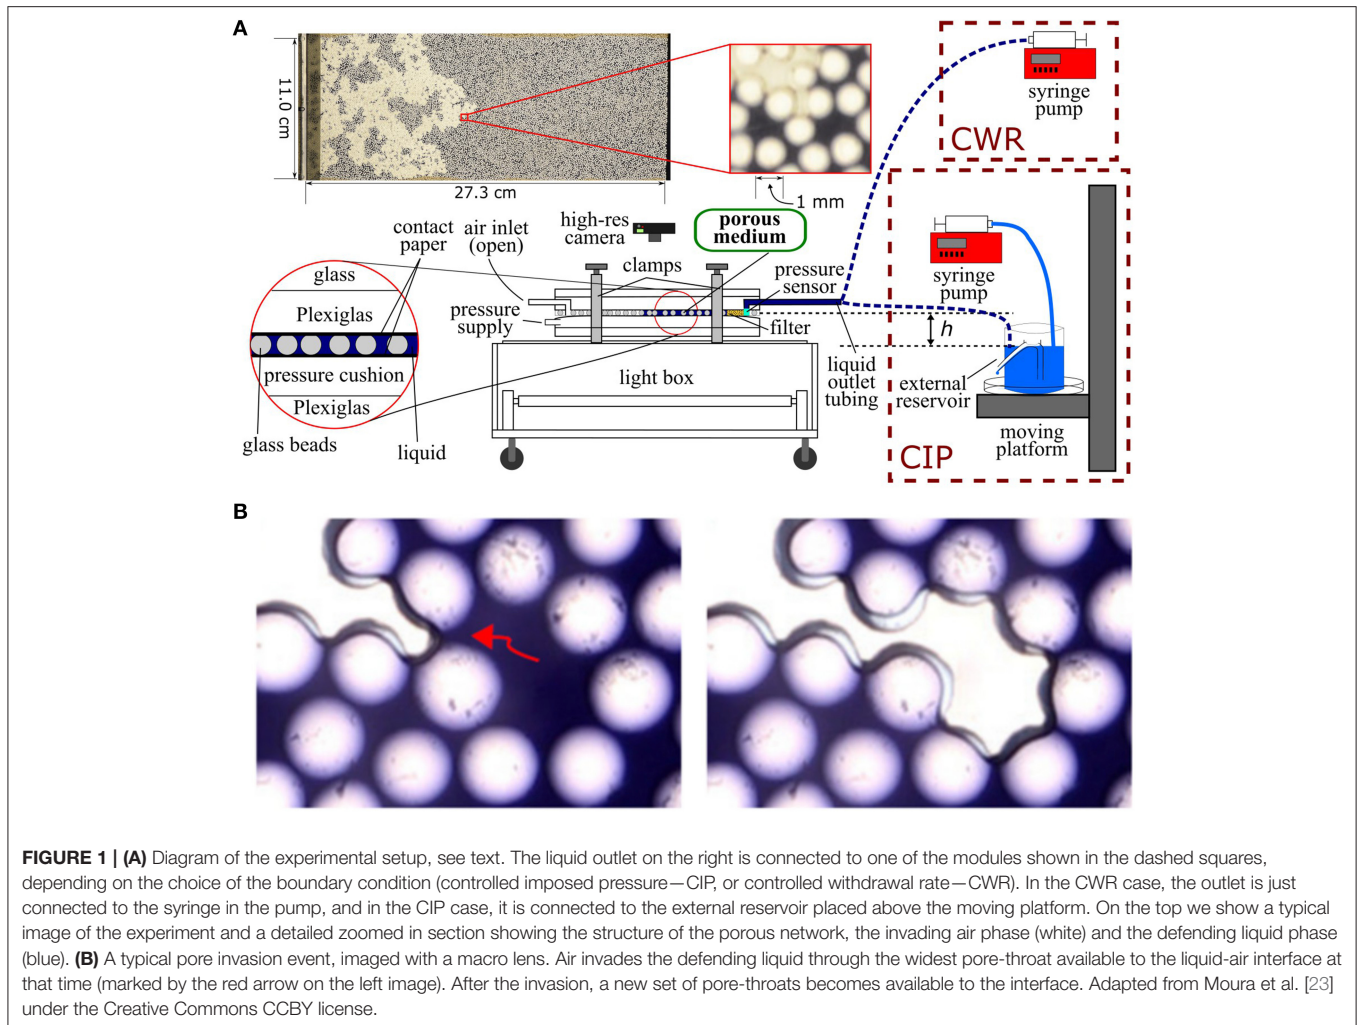 A
11.0 cm
27.3 cm
1 mm
syringe
pump
CWR
contact
paper
air inlet
(open)
high-res
camera
porous
medium
clamps
pressure
sensor
syringe
pump
glass
Plexiglas
pressure
supply
filter
h
pressure cushion
Plexiglas
light box
liquid
outlet
tubing
external
reservoir
glass beads
liquid
moving
platform
CIP
B
FIGURE 1 | (A) Diagram of the experimental setup, see text. The liquid outlet on the right is connected to one of the modules shown in the dashed squares,
depending on the choice of the boundary condition (controlled imposed pressure—CIP, or controlled withdrawal rate—CWR). In the CWR case, the outlet is just
connected to the syringe in the pump, and in the CIP case, it is connected to the external reservoir placed above the moving platform. On the top we show a typical
image of the experiment and a detailed zoomed in section showing the structure of the porous network, the invading air phase (white) and the defending liquid phase
(blue). (B) A typical pore invasion event, imaged with a macro lens. Air invades the defending liquid through the widest pore-throat available to the liquid-air interface at
that time (marked by the red arrow on the left image). After the invasion, a new set of pore-throats becomes available to the interface. Adapted from Moura et al. [23]
under the Creative Commons CCBY license.